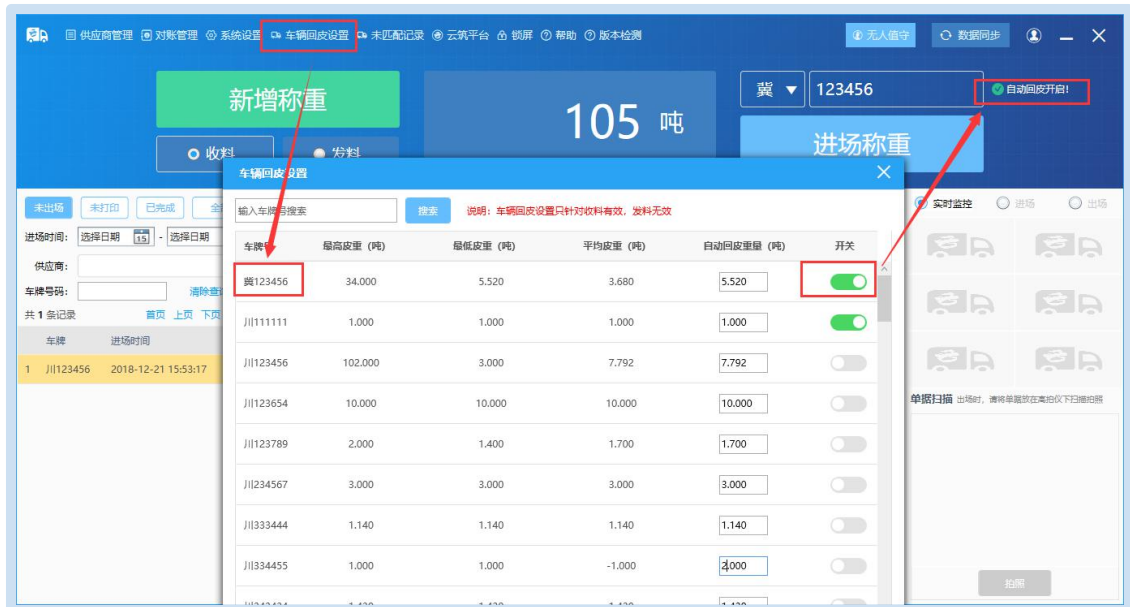 供应商管理 对账管理 系统设置 车辆回皮设置 未匹配记录 云筑平台 锁屏 帮助 版本检测 无人值守 数据同步
新增称重
105 吨
冀 123456 自动回皮开启!
收料 发料
进场称重
车辆回皮设置
未出场 未打印 已完成
输入车牌号搜索 搜索 说明：车辆回皮设置只针对收料有效，发料无效
实时监控 进场 出场
进场时间: 选择日期 15 - 选择日期
车牌号 最高皮重 (吨) 最低皮重 (吨) 平均皮重 (吨) 自动回皮重量 (吨) 开关
供应商:
冀123456 34.000 5.520 3.680 5.520
车牌号码: 清除查
共 1 条记录 首页 上页 下页
川111111 1.000 1.000 1.000 1.000
车牌 进场时间
1 川123456 2018-12-21 15:53:17
川123456 102.000 3.000 7.792 7.792
川123654 10.000 10.000 10.000 10.000
单据扫描 出场时，请将单据放在高拍仪下扫描拍照
川123789 2.000 1.400 1.700 1.700
川234567 3.000 3.000 3.000 3.000
川333444 1.140 1.140 1.140 1.140
川334455 1.000 1.000 -1.000 2.000
拍照